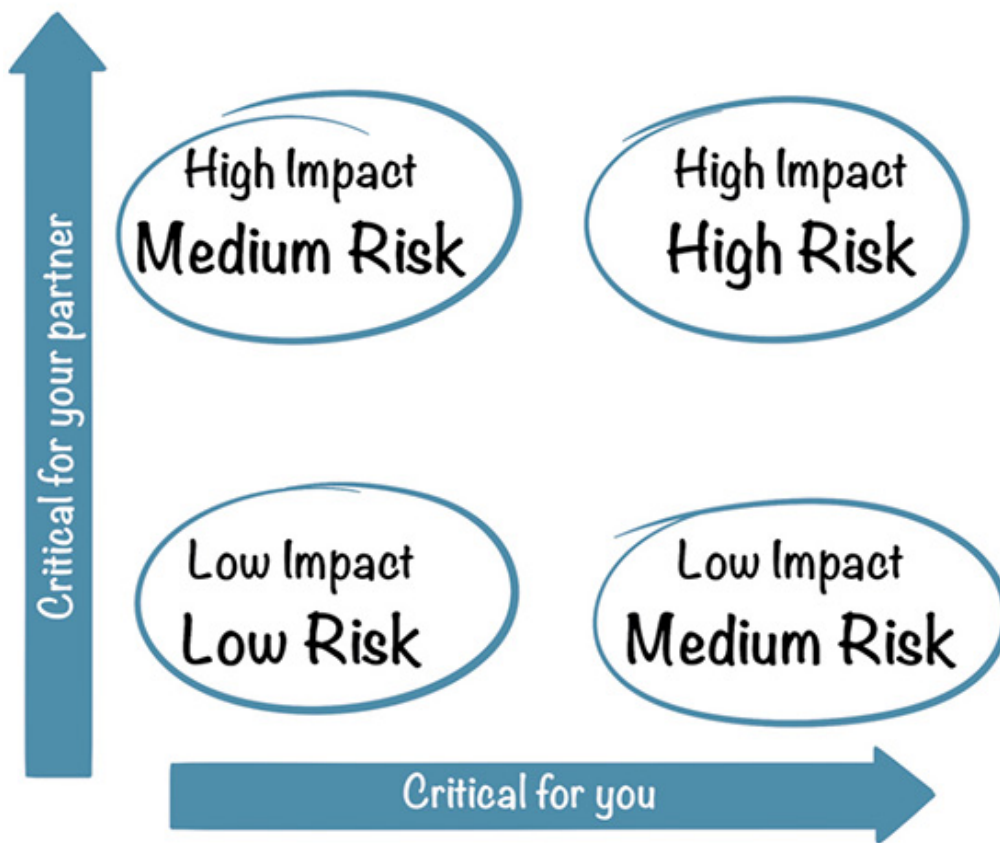 Critical for your partner
High Impact
Medium Risk
High Impact
High Risk
Low Impact
Low Risk
Low Impact
Medium Risk
Critical for you